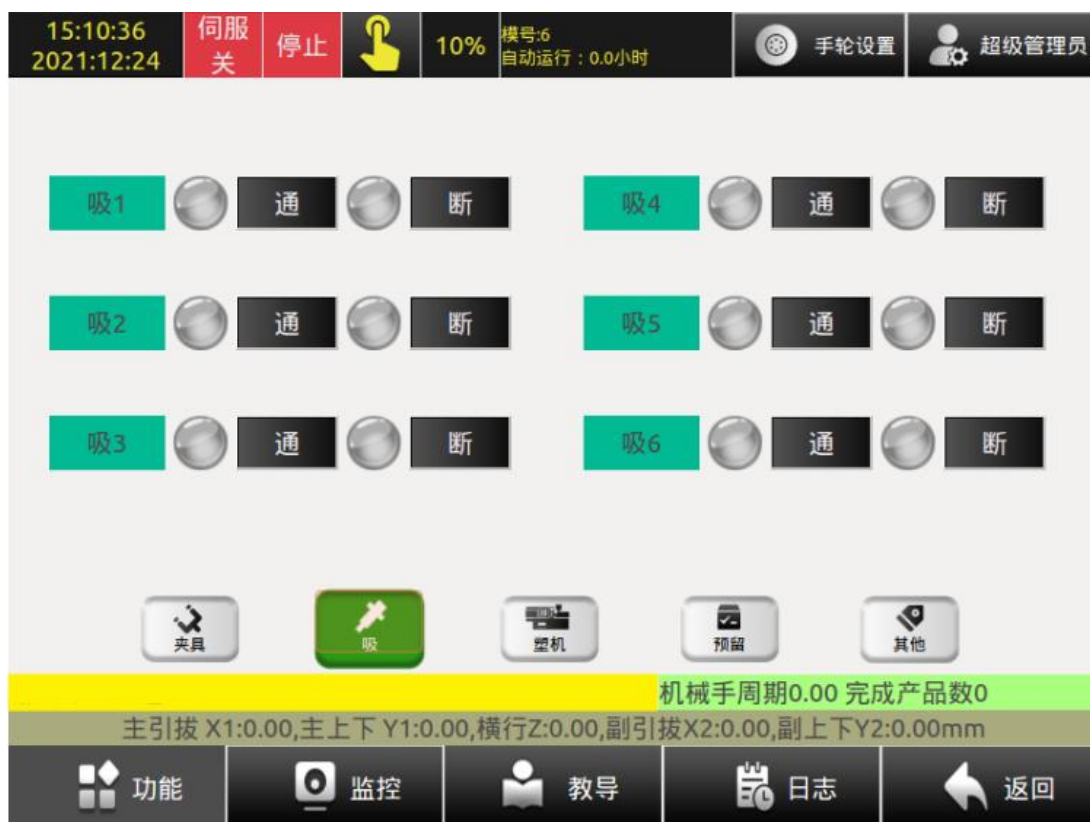 15:10:36
2021:12:24
伺服
关
停止
10%
模号:6
自动运行：0.0小时
手轮设置
超级管理员
吸1 通 断 吸4 通 断
吸2 通 断 吸5 通 断
吸3 通 断 吸6 通 断
夹具 吸 塑机 预留 其他
机械手周期0.00 完成产品数0
主引拔 X1:0.00,主上下 Y1:0.00,横行Z:0.00,副引拔X2:0.00,副上下Y2:0.00mm
功能 监控 教导 日志 返回